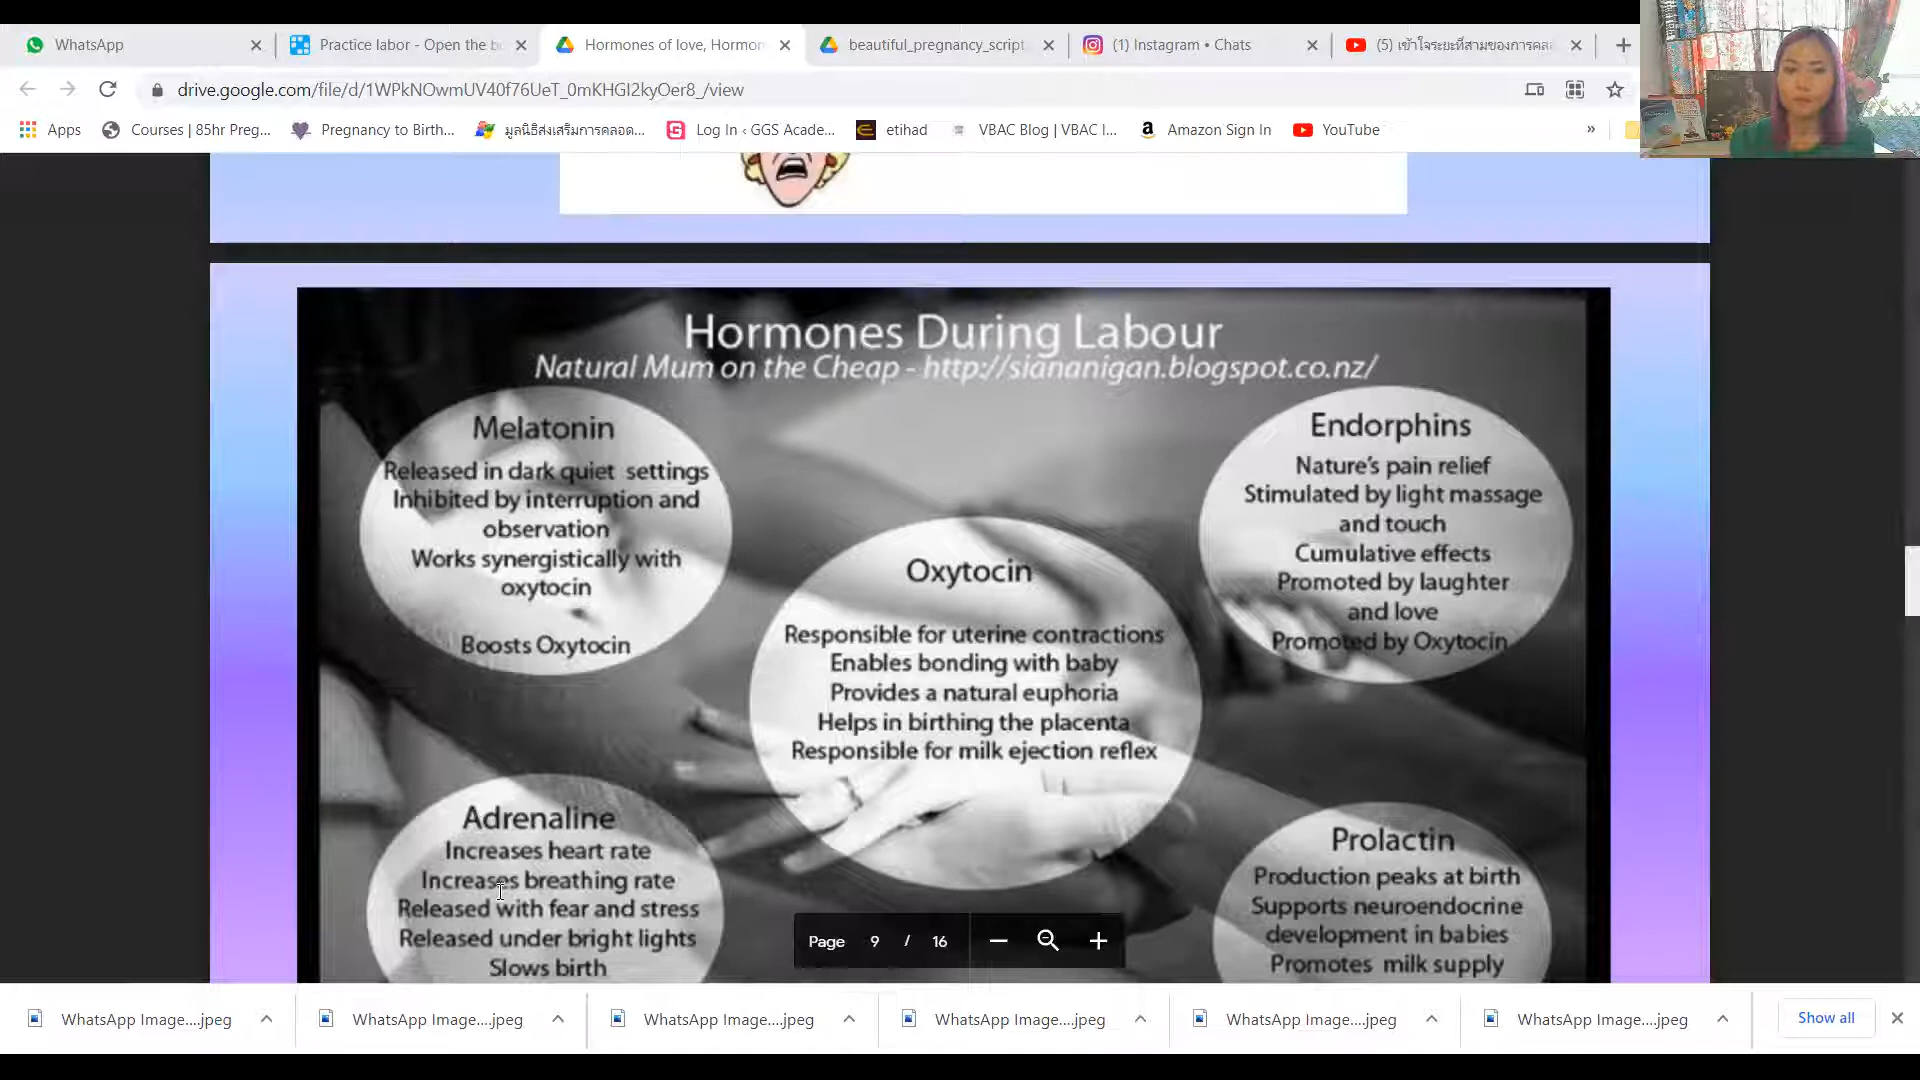 WhatsApp
Practice labor - Open the b
Hormones of love, Hormon
beautiful_pregnancy_script
(1) Instagram • Chats
(5) เข้าใจระยะที่สามของการคลอ
drive.google.com/file/d/1WPkNOwmUV40f76UeT_0mKHGI2kyOer8_/view
Apps
Courses | 85hr Preg...
Pregnancy to Birth...
มูลนิธิส่งเสริมการคลอด...
Log In ‹ GGS Acade...
etihad
VBAC Blog | VBAC I...
Amazon Sign In
YouTube
»
Hormones During Labour
Natural Mum on the Cheap - http://siananigan.blogspot.co.nz/
Melatonin
Released in dark quiet settings
Inhibited by interruption and
observation
Works synergistically with
oxytocin
Boosts Oxytocin
Endorphins
Nature's pain relief
Stimulated by light massage
and touch
Cumulative effects
Promoted by laughter
and love
Promoted by Oxytocin
Oxytocin
Responsible for uterine contractions
Enables bonding with baby
Provides a natural euphoria
Helps in birthing the placenta
Responsible for milk ejection reflex
Adrenaline
Increases heart rate
Increases breathing rate
Released with fear and stress
Released under bright lights
Slows birth
Prolactin
Production peaks at birth
Supports neuroendocrine
development in babies
Promotes milk supply
Page 9 / 16
WhatsApp Image....jpeg
WhatsApp Image....jpeg
WhatsApp Image....jpeg
WhatsApp Image....jpeg
WhatsApp Image....jpeg
WhatsApp Image....jpeg
Show all